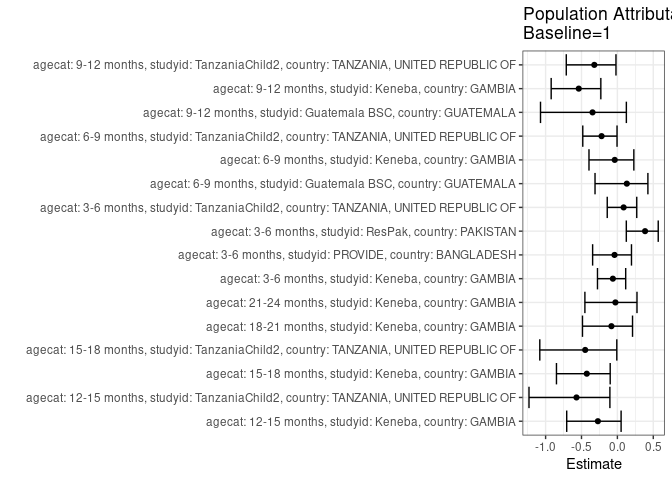 Population Attributa
Baseline=1
agecat: 9-12 months, studyid: TanzaniaChild2, country: TANZANIA, UNITED REPUBLIC OF
agecat: 9-12 months, studyid: Keneba, country: GAMBIA
agecat: 9-12 months, studyid: Guatemala BSC, country: GUATEMALA
agecat: 6-9 months, studyid: TanzaniaChild2, country: TANZANIA, UNITED REPUBLIC OF
agecat: 6-9 months, studyid: Keneba, country: GAMBIA
agecat: 6-9 months, studyid: Guatemala BSC, country: GUATEMALA
agecat: 3-6 months, studyid: TanzaniaChild2, country: TANZANIA, UNITED REPUBLIC OF
agecat: 3-6 months, studyid: ResPak, country: PAKISTAN
agecat: 3-6 months, studyid: PROVIDE, country: BANGLADESH
agecat: 3-6 months, studyid: Keneba, country: GAMBIA
agecat: 21-24 months, studyid: Keneba, country: GAMBIA
agecat: 18-21 months, studyid: Keneba, country: GAMBIA
agecat: 15-18 months, studyid: TanzaniaChild2, country: TANZANIA, UNITED REPUBLIC OF
agecat: 15-18 months, studyid: Keneba, country: GAMBIA
agecat: 12-15 months, studyid: TanzaniaChild2, country: TANZANIA, UNITED REPUBLIC OF
agecat: 12-15 months, studyid: Keneba, country: GAMBIA
-1.0 -0.5 0.0 0.5
Estimate